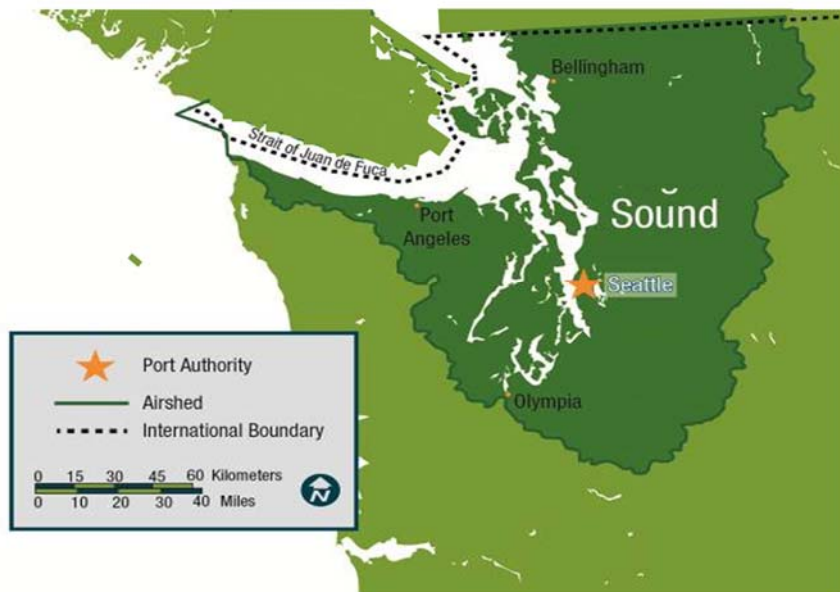 Bellingham
Strait of Juan de Fuca
Sound
Port
Angeles
Seattle
Olympia
Port Authority
Airshed
International Boundary
0 15 30 45 60 Kilometers
0 10 20 30 40 Miles
N